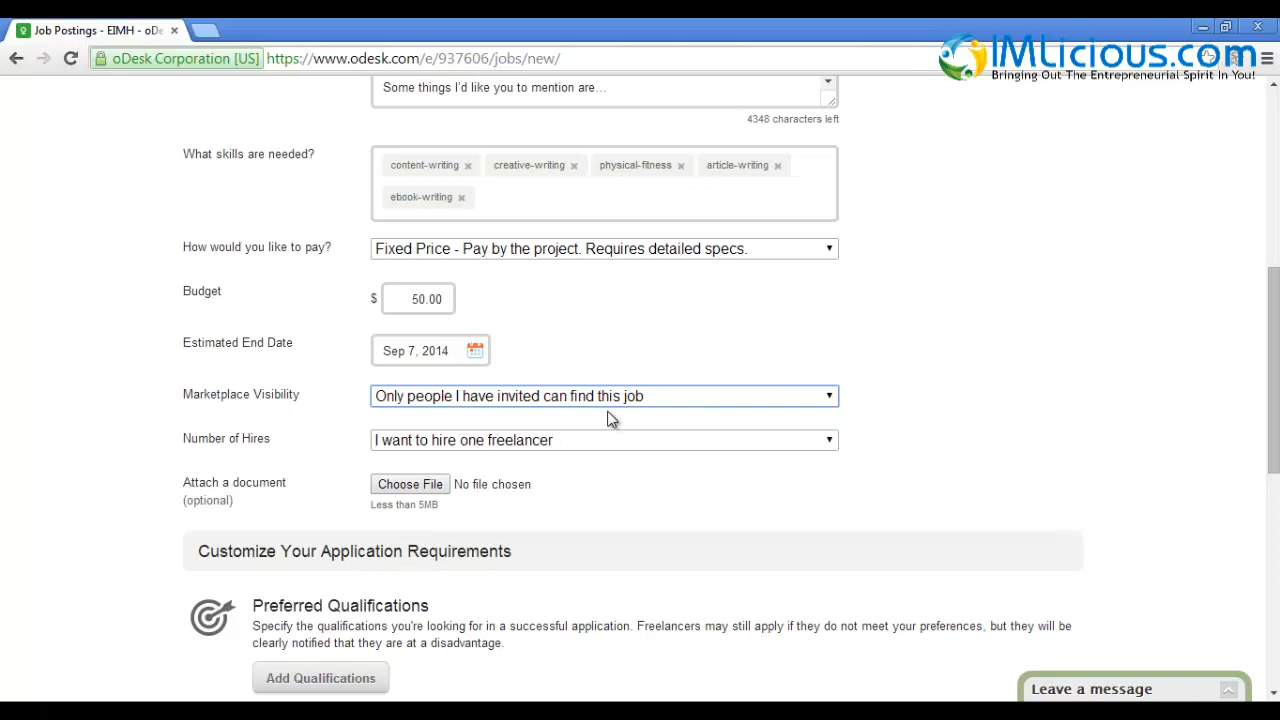 Job Postings - EIMH - oDe
oDesk Corporation [US] https://www.odesk.com/e/937606/jobs/new/
IMLicious.com
Bringing Out The Entrepreneurial Spirit In You!
Some things I'd like you to mention are...
4348 characters left
What skills are needed?
content-writing creative-writing physical-fitness article-writing
ebook-writing
How would you like to pay?
Fixed Price - Pay by the project. Requires detailed specs.
Budget
$ 50.00
Estimated End Date
Sep 7, 2014
Marketplace Visibility
Only people I have invited can find this job
Number of Hires
I want to hire one freelancer
Attach a document
(optional)
Choose File No file chosen
Less than 5MB
Customize Your Application Requirements
Preferred Qualifications
Specify the qualifications you're looking for in a successful application. Freelancers may still apply if they do not meet your preferences, but they will
be clearly notified that they are at a disadvantage.
Add Qualifications
Leave a message